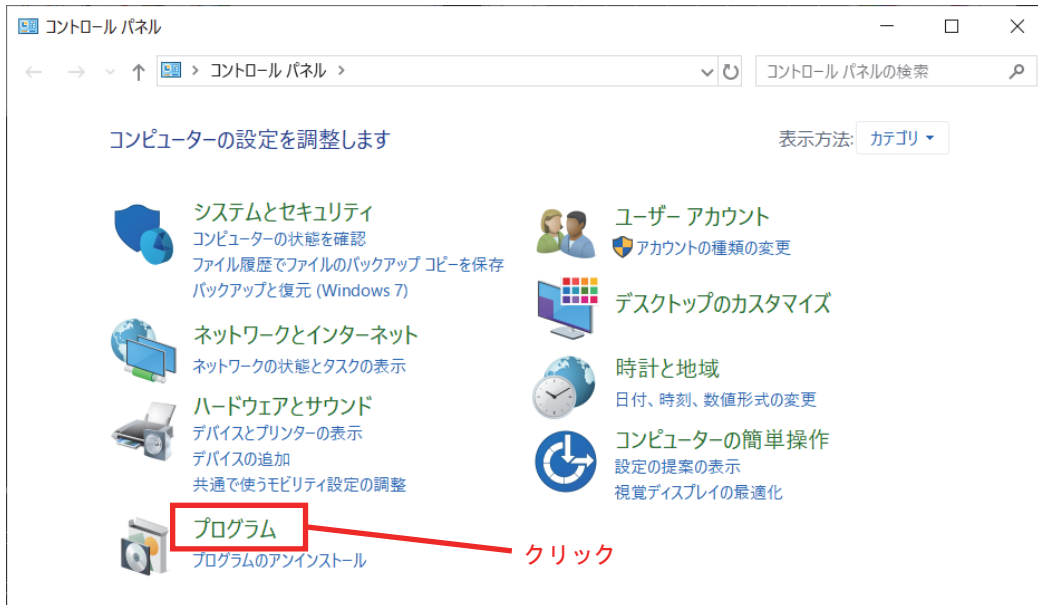 コントロール パネル
コントロール パネル
コントロール パネルの検索
コンピューターの設定を調整します
表示方法: カテゴリ
システムとセキュリティ
コンピューターの状態を確認
ファイル履歴でファイルのバックアップ コピーを保存
バックアップと復元 (Windows 7)
ネットワークとインターネット
ネットワークの状態とタスクの表示
ハードウェアとサウンド
デバイスとプリンターの表示
デバイスの追加
共通で使うモビリティ設定の調整
プログラム
プログラムのアンインストール
クリック
ユーザー アカウント
アカウントの種類の変更
デスクトップのカスタマイズ
時計と地域
日付、時刻、数値形式の変更
コンピューターの簡単操作
設定の提案の表示
視覚ディスプレイの最適化